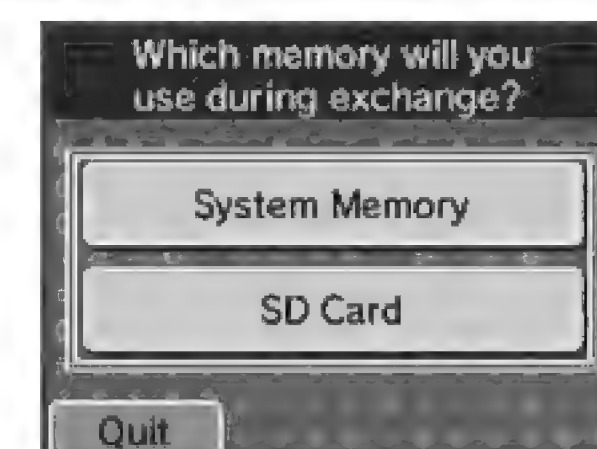 Which memory will you
use during exchange?
System Memory
SD Card
Quit